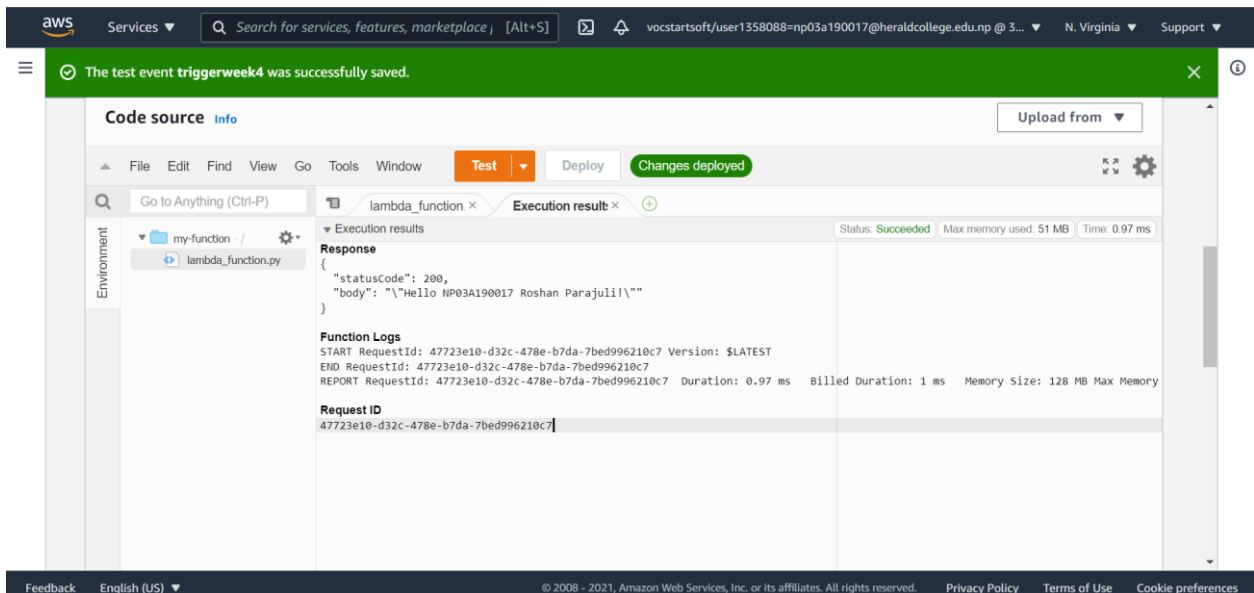 aws Services ▼ Search for services, features, marketplace [Alt+S] vocstartsoft/user1358088=np03a190017@heraldcollege.edu.np @ 3... ▼ N. Virginia ▼ Support ▼
The test event triggerweek4 was successfully saved.
Code source Info Upload from ▼
File Edit Find View Go Tools Window Test Deploy Changes deployed
Go to Anything (Ctrl-P) lambda_function. × Execution results ×
Environment
my-function - /
lambda_function.py
Execution results Status: Succeeded Max memory used: 51 MB Time: 0.97 ms
Response
{
"statusCode": 200,
"body": "\"Hello NP03A190017 Roshan Parajuli!\""
}
Function Logs
START RequestId: 47723e10-d32c-478e-b7da-7bed996210c7 Version: $LATEST
END RequestId: 47723e10-d32c-478e-b7da-7bed996210c7
REPORT RequestId: 47723e10-d32c-478e-b7da-7bed996210c7 Duration: 0.97 ms Billed Duration: 1 ms Memory Size: 128 MB Max Memory
Request ID
47723e10-d32c-478e-b7da-7bed996210c7
Feedback English (US) ▼ © 2008 - 2021, Amazon Web Services, Inc. or its affiliates. All rights reserved. Privacy Policy Terms of Use Cookie preferences